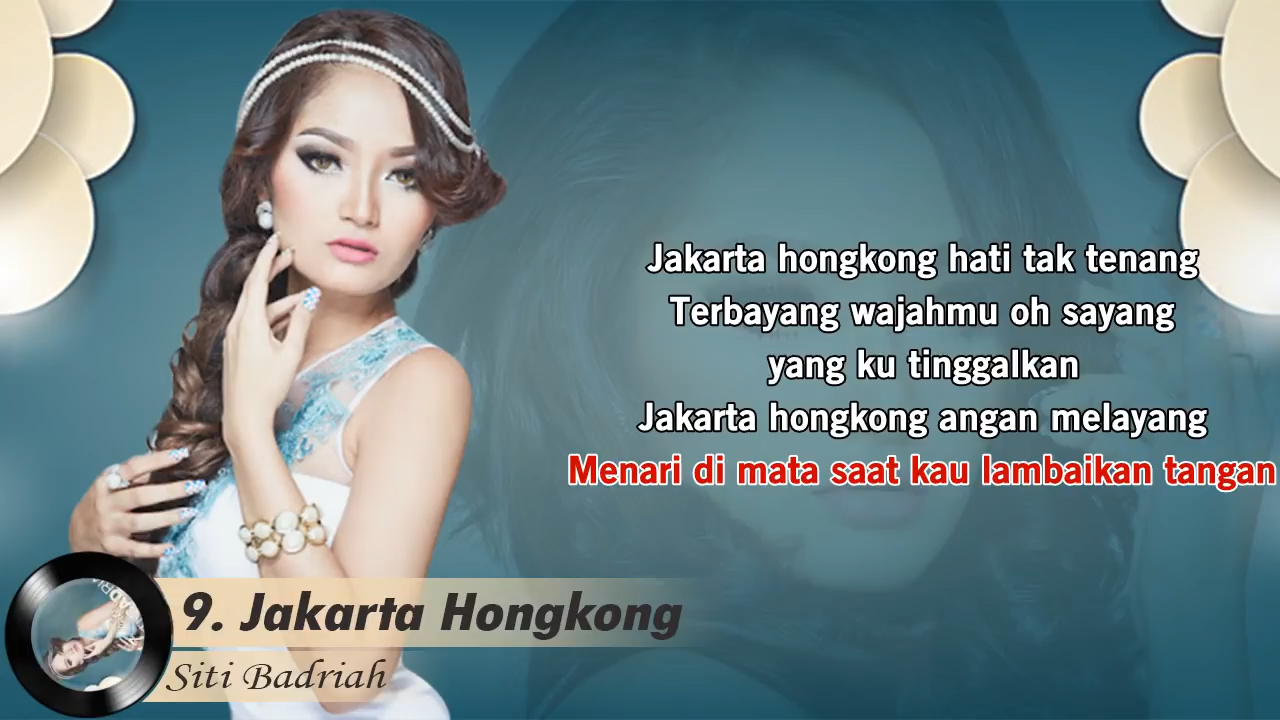 Jakarta hongkong hati tak tenang
Terbayang wajahmu oh sayang
yang ku tinggalkan
Jakarta hongkong angan melayang
Menari di mata saat kau lambaikan tangan
9. Jakarta Hongkong
Siti Badriah